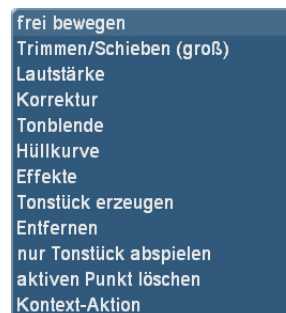 frei bewegen
Trimmen/Schieben (groß)
Lautstärke
Korrektur
Tonblende
Hüllkurve
Effekte
Tonstück erzeugen
Entfernen
nur Tonstück abspielen
aktiven Punkt löschen
Kontext-Aktion